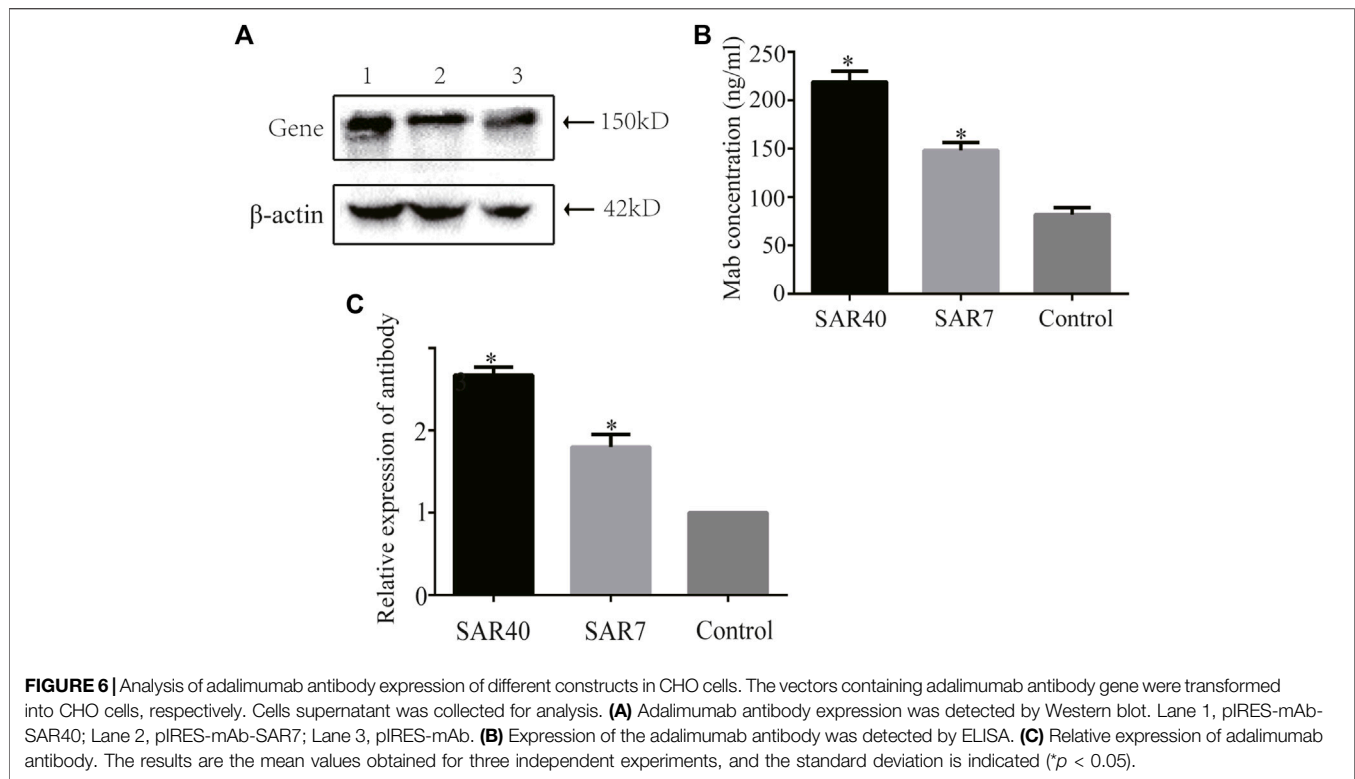 A
1 2 3
Gene
150kD
β-actin
42kD
B
Mab concentration (ng/ml)
250
200
150
100
50
0
*
*
SAR40 SAR7 Control
C
Relative expression of antibody
3
2
1
0
*
*
SAR40 SAR7 Control
FIGURE 6 | Analysis of adalimumab antibody expression of different constructs in CHO cells. The vectors containing adalimumab antibody gene were transformed
into CHO cells, respectively. Cells supernatant was collected for analysis. (A) Adalimumab antibody expression was detected by Western blot. Lane 1, pIRES-mAb-
SAR40; Lane 2, pIRES-mAb-SAR7; Lane 3, pIRES-mAb. (B) Expression of the adalimumab antibody was detected by ELISA. (C) Relative expression of adalimumab
antibody. The results are the mean values obtained for three independent experiments, and the standard deviation is indicated (*p < 0.05).